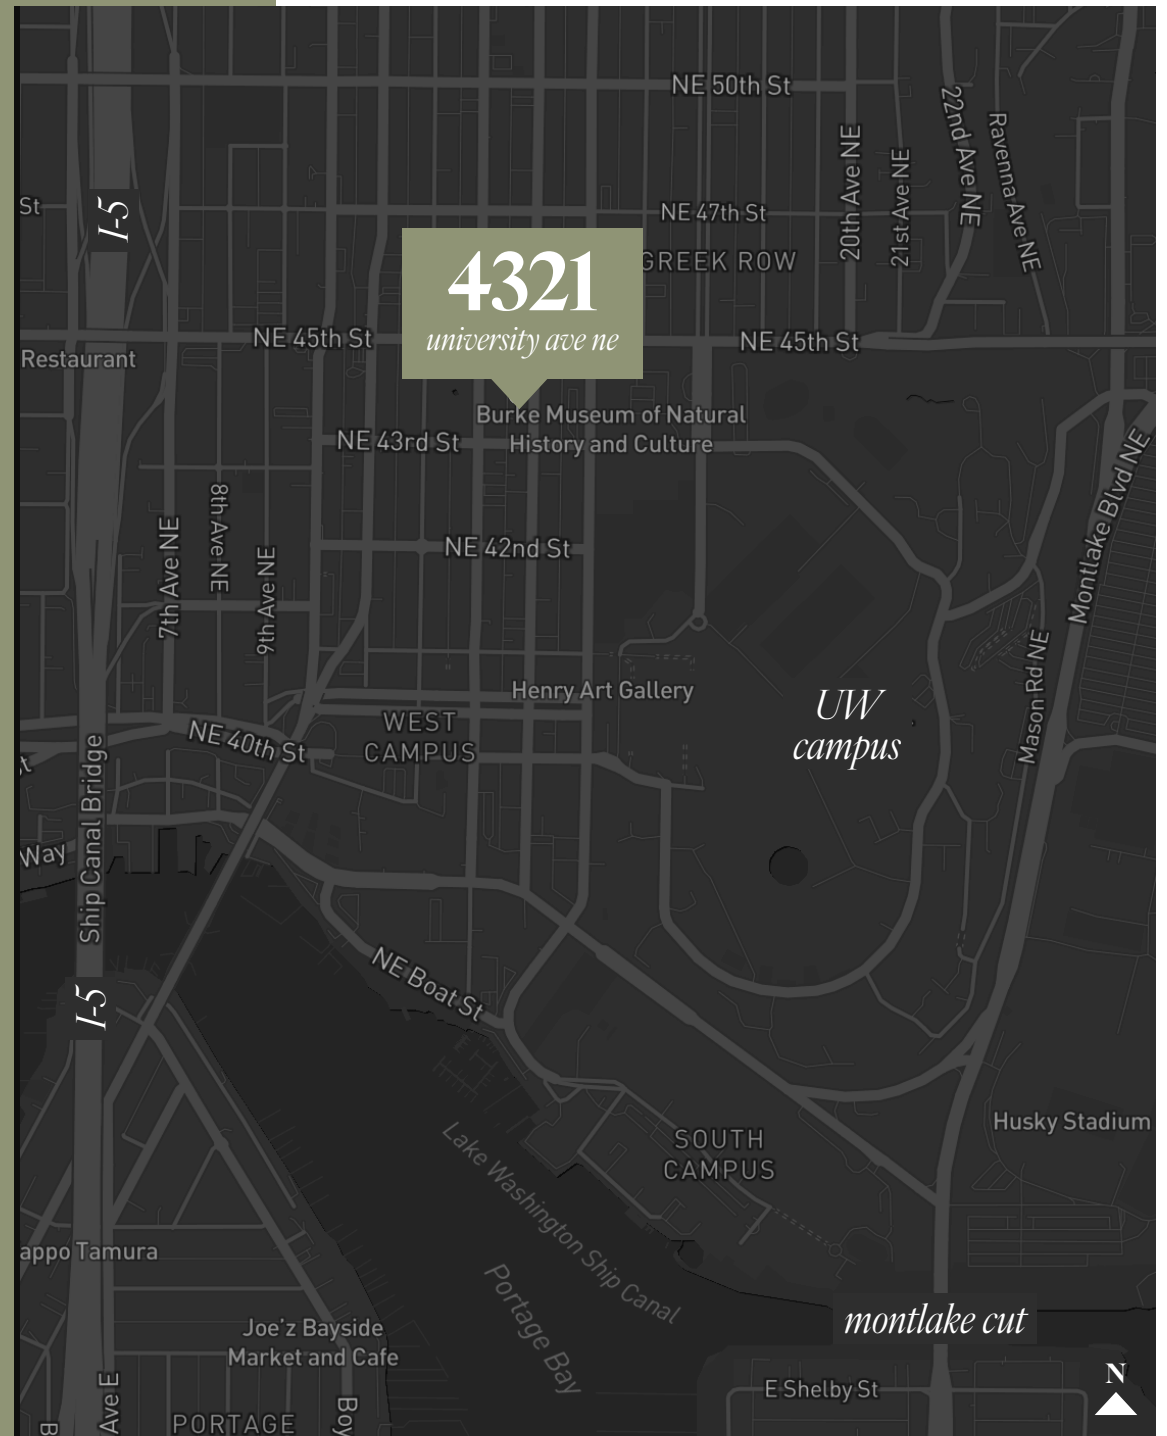 NE 50th St
22nd Ave NE
Ravenna Ave NE
20th Ave NE
21st Ave NE
St
I-5
NE 47th St
GREEK ROW
4321
university ave ne
NE 45th St
NE 45th St
Restaurant
Burke Museum of Natural
History and Culture
NE 43rd St
Montlake Blvd NE
8th Ave NE
7th Ave NE
9th Ave NE
NE 42nd St
Mason Rd NE
Henry Art Gallery
UW
campus
WEST
CAMPUS
NE 40th St
Ship Canal Bridge
Way
NE Boat St
I-5
Husky Stadium
SOUTH
CAMPUS
Lake Washington Ship Canal
appo Tamura
Portage Bay
Joe'z Bayside
Market and Cafe
montlake cut
N
E Shelby St
Ave E
Boy
B
PORTAGE